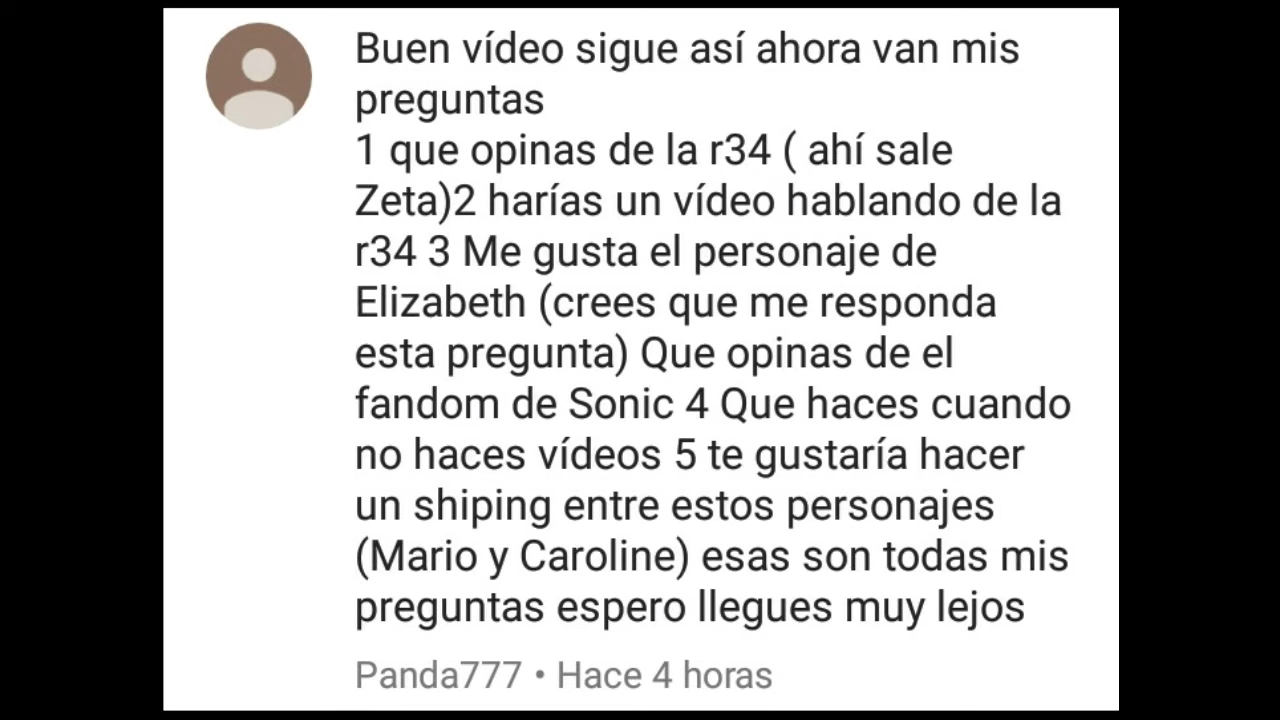 Buen vídeo sigue así ahora van mis
preguntas
1 que opinas de la r34 ( ahí sale
Zeta)2 harías un vídeo hablando de la
r34 3 Me gusta el personaje de
Elizabeth (crees que me responda
esta pregunta) Que opinas de el
fandom de Sonic 4 Que haces cuando
no haces vídeos 5 te gustaría hacer
un shiping entre estos personajes
(Mario y Caroline) esas son todas mis
preguntas espero llegues muy lejos
Panda777 • Hace 4 horas